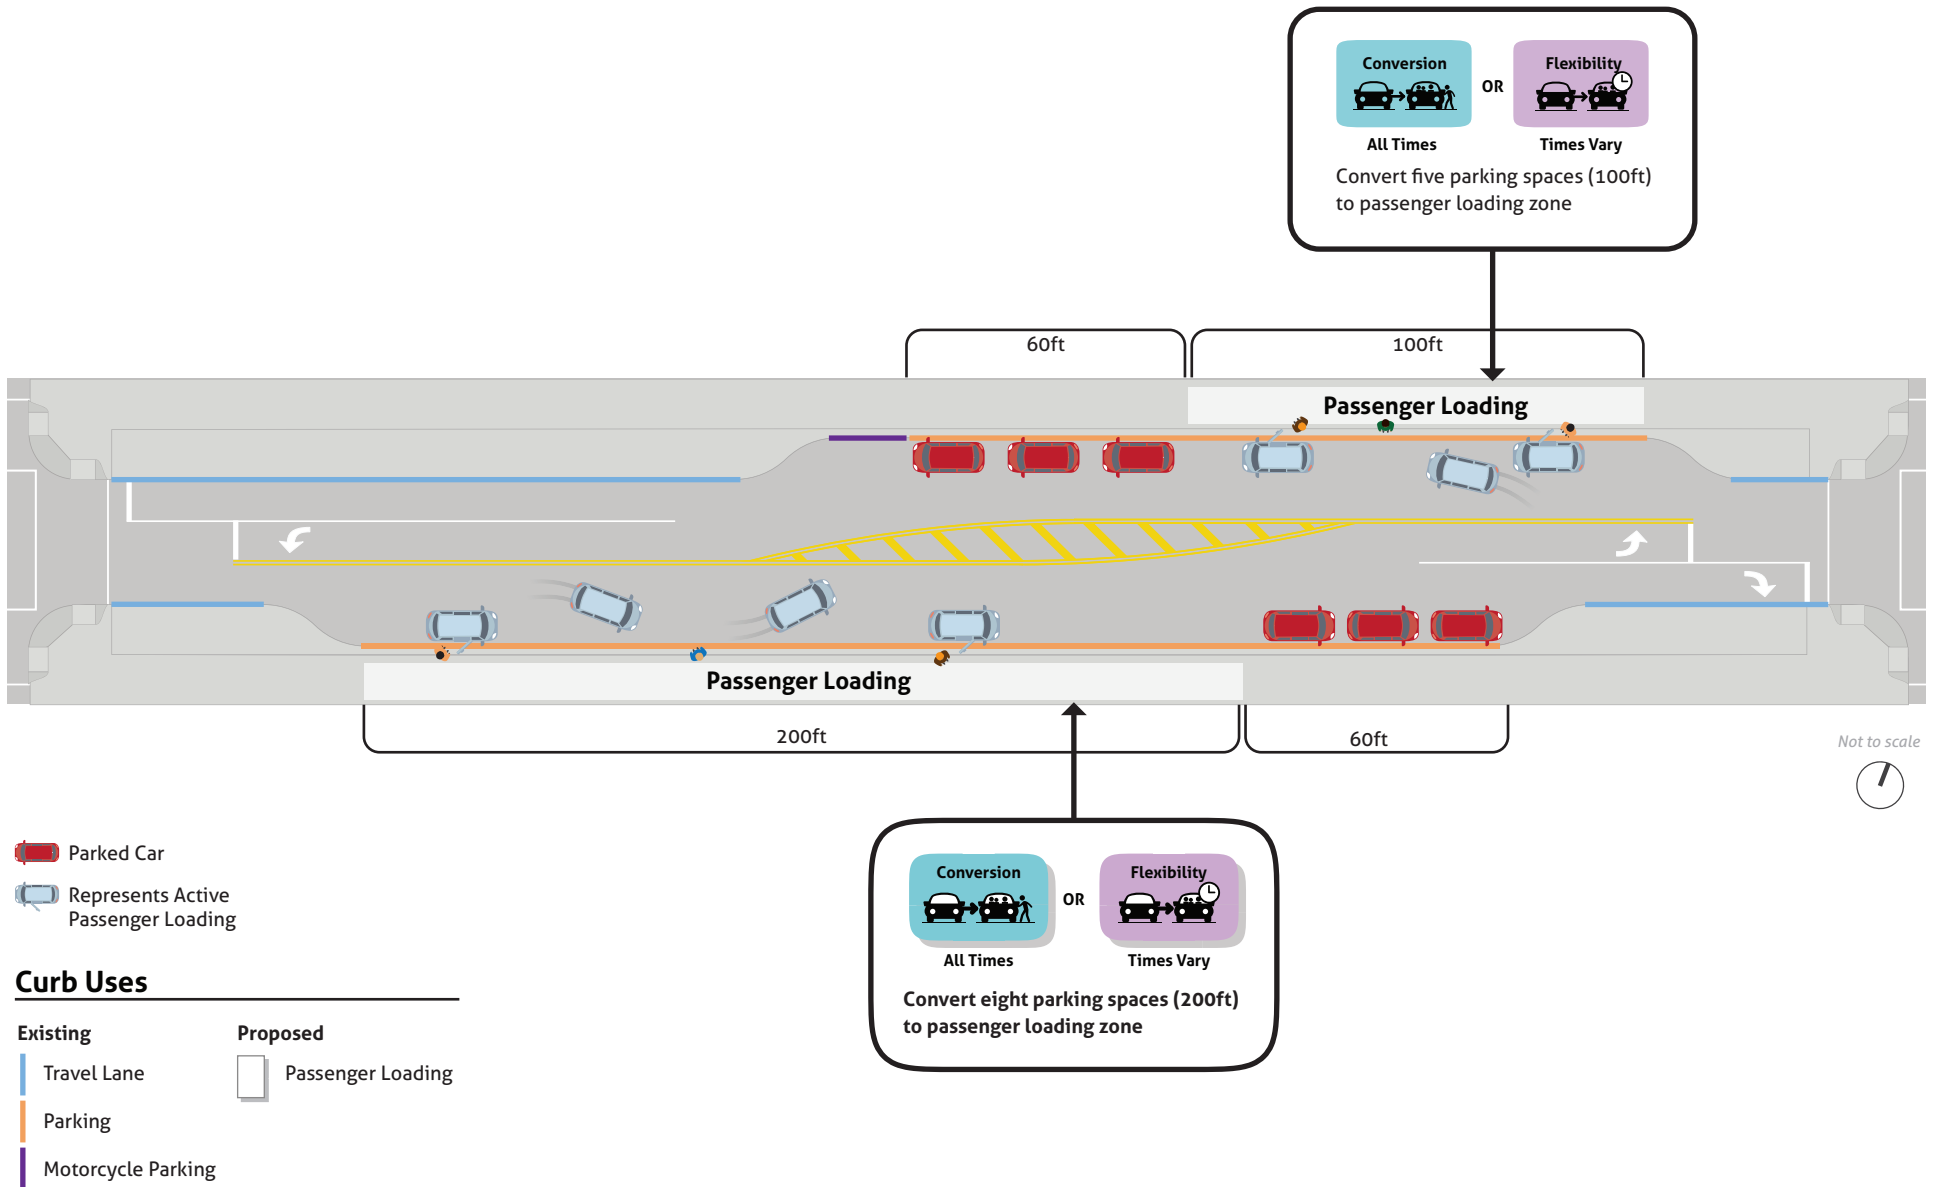 Conversion
OR
Flexibility
All Times
Times Vary
Convert five parking spaces (100ft)
to passenger loading zone
60ft
100ft
Passenger Loading
Passenger Loading
200ft
60ft
Not to scale
Conversion
OR
Flexibility
All Times
Times Vary
Convert eight parking spaces (200ft)
to passenger loading zone
Parked Car
Represents Active
Passenger Loading
Curb Uses
Existing
Proposed
Travel Lane
Passenger Loading
Parking
Motorcycle Parking